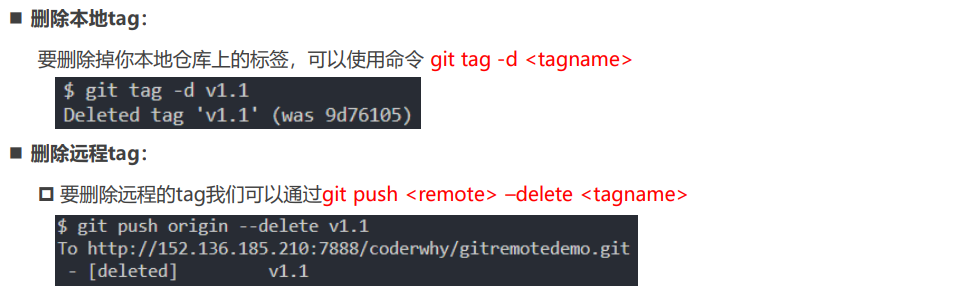 ■ 删除本地tag：
要删除掉你本地仓库上的标签，可以使用命令 git tag -d <tagname>
$ git tag -d v1.1
Deleted tag 'v1.1' (was 9d76105)
■ 删除远程tag：
要删除远程的tag我们可以通过git push <remote> –delete <tagname>
$ git push origin --delete v1.1
To http://152.136.185.210:7888/coderwhy/gitremotedemo.git
 - [deleted]         v1.1